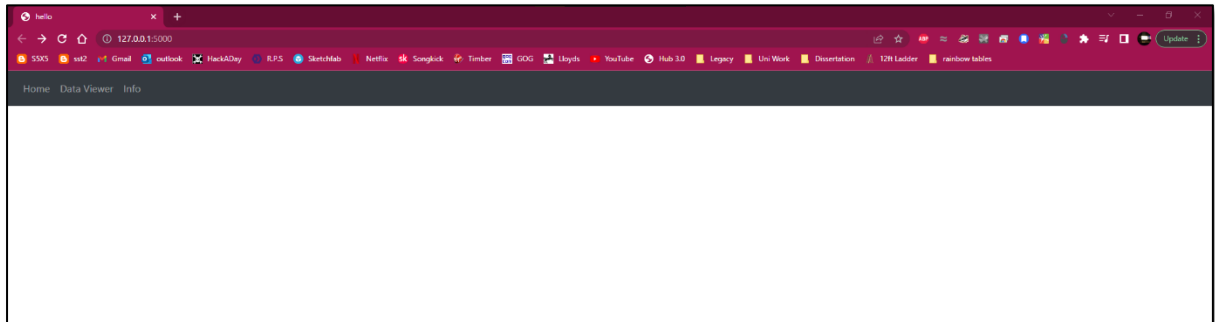 hello
127.0.0.1:5000
Update
S5X5 sst2 Gmail outlook HackADay R.P.S Sketchfab Netflix Songkick Timber GOG Lloyds YouTube Hub 3.0 Legacy Uni Work Dissertation 12ft Ladder rainbow tables
Home Data Viewer Info